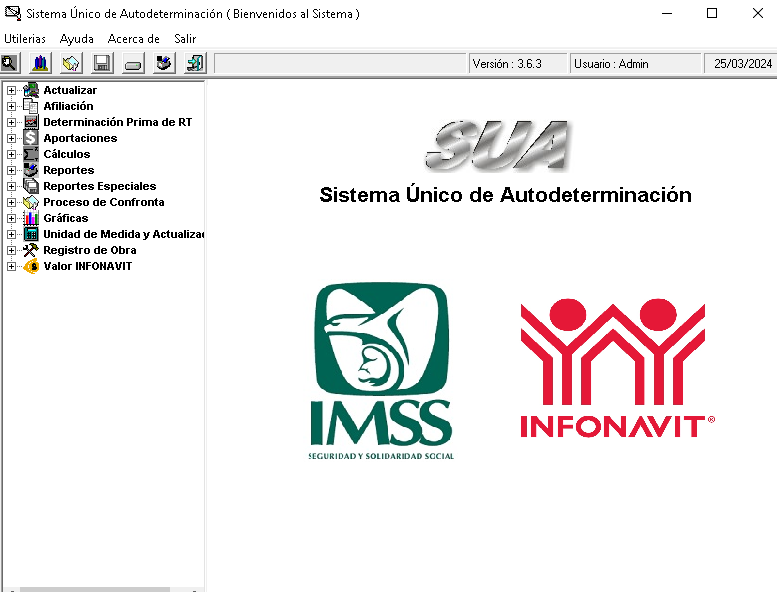 Sistema Único de Autodeterminación ( Bienvenidos al Sistema )
Utilerias Ayuda Acerca de Salir
Versión : 3.6.3 Usuario : Admin 25/03/2024
Actualizar
Afiliación
Determinación Prima de RT
Aportaciones
Cálculos
Reportes
Reportes Especiales
Proceso de Confronta
Gráficas
Unidad de Medida y Actualizac
Registro de Obra
Valor INFONAVIT
SUA
Sistema Único de Autodeterminación
IMSS
SEGURIDAD Y SOLIDARIDAD SOCIAL
INFONAVIT®